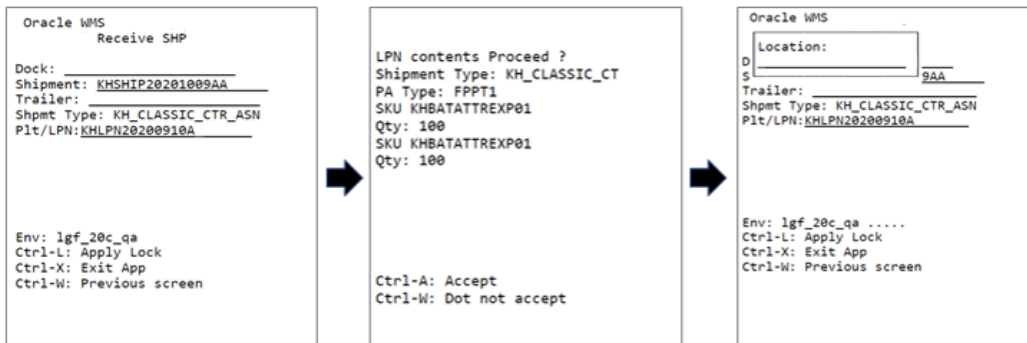 Oracle WMS
Receive SHP
Dock:
Shipment: KHSHIP20201009AA
Trailer:
Shpmt Type: KH_CLASSIC_CTR_ASN
Plt/LPN:KHLPN20200910A
Env: lgf_20c_qa
Ctrl-L: Apply Lock
Ctrl-X: Exit App
Ctrl-W: Previous screen
LPN contents Proceed ?
Shipment Type: KH_CLASSIC_CT
PA Type: FPPT1
SKU KHBATATTREXP01
Qty: 100
SKU KHBATATTREXP01
Qty: 100
Ctrl-A: Accept
Ctrl-W: Dot not accept
Oracle WMS
Location:
D
S 9AA
Trailer:
Shpmt Type: KH_CLASSIC_CTR_ASN
Plt/LPN:KHLPN20200910A
Env: lgf_20c_qa .....
Ctrl-L: Apply Lock
Ctrl-X: Exit App
Ctrl-W: Previous screen